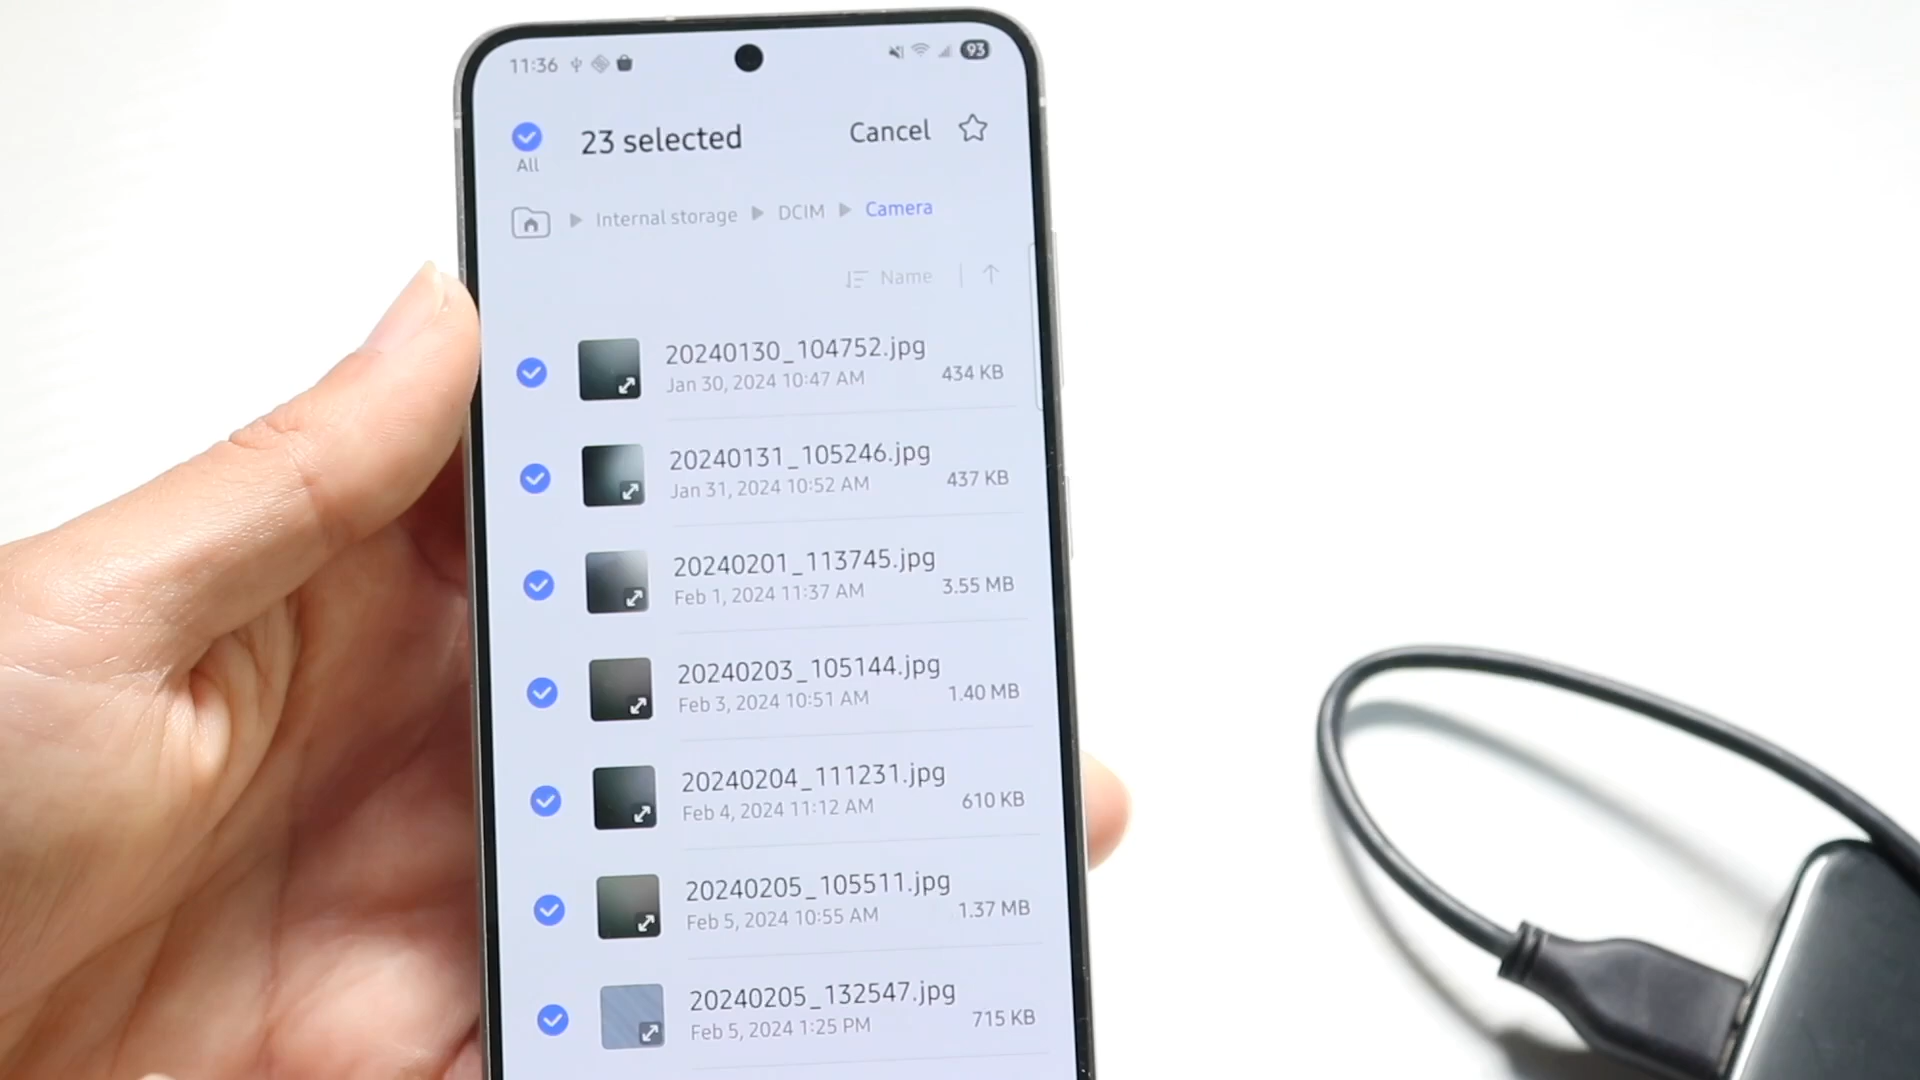 11:36 93
23 selected Cancel
All
Internal storage DCIM Camera
Name
20240130_104752.jpg
Jan 30, 2024 10:47 AM 434 KB
20240131_105246.jpg
Jan 31, 2024 10:52 AM 437 KB
20240201_113745.jpg
Feb 1, 2024 11:37 AM 3.55 MB
20240203_105144.jpg
Feb 3, 2024 10:51 AM 1.40 MB
20240204_111231.jpg
Feb 4, 2024 11:12 AM 610 KB
20240205_105511.jpg
Feb 5, 2024 10:55 AM 1.37 MB
20240205_132547.jpg
Feb 5, 2024 1:25 PM 715 KB